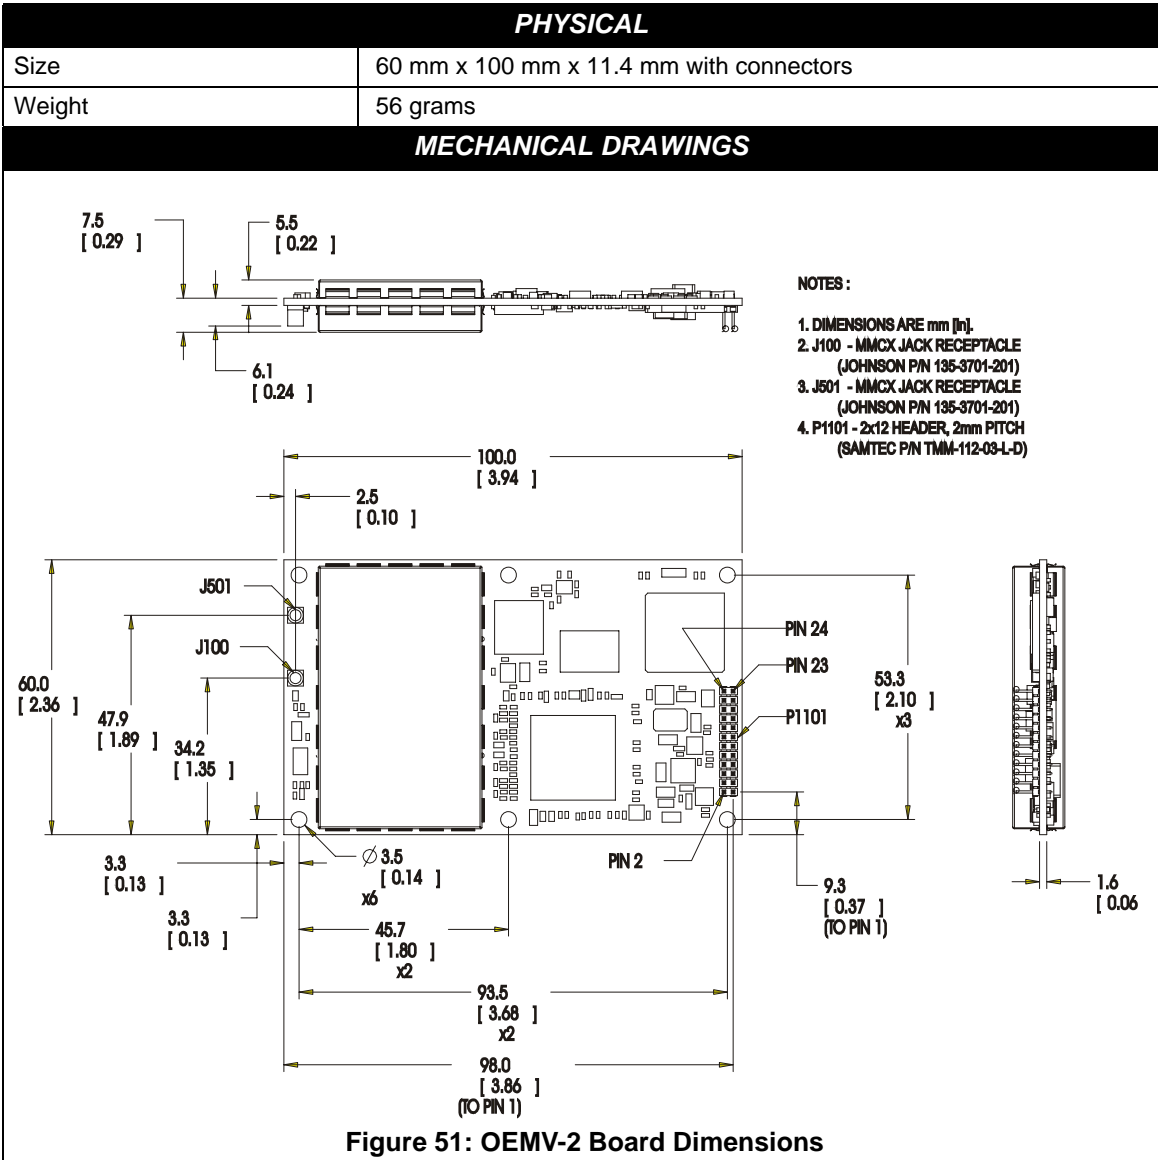 PHYSICAL
Size 60 mm x 100 mm x 11.4 mm with connectors
Weight 56 grams
MECHANICAL DRAWINGS
7.5
[ 0.29 ]
5.5
[ 0.22 ]
6.1
[ 0.24 ]
NOTES :
1. DIMENSIONS ARE mm [in].
2. J100 - MMCX JACK RECEPTACLE
(JOHNSON P/N 135-3701-201)
3. J501 - MMCX JACK RECEPTACLE
(JOHNSON P/N 135-3701-201)
4. P1101 - 2x12 HEADER, 2mm PITCH
(SAMTEC P/N TMM-112-03-L-D)
100.0
[ 3.94 ]
2.5
[ 0.10 ]
J501
J100
60.0
[ 2.36 ]
47.9
[ 1.89 ]
34.2
[ 1.35 ]
PIN 24
PIN 23
P1101
53.3
[ 2.10 ]
x3
3.3
[ 0.13 ]
3.3
[ 0.13 ]
Ø 3.5
[ 0.14 ]
x6
PIN 2
9.3
[ 0.37 ]
(TO PIN 1)
1.6
[ 0.06
45.7
[ 1.80 ]
x2
93.5
[ 3.68 ]
x2
98.0
[ 3.86 ]
(TO PIN 1)
Figure 51: OEMV-2 Board Dimensions